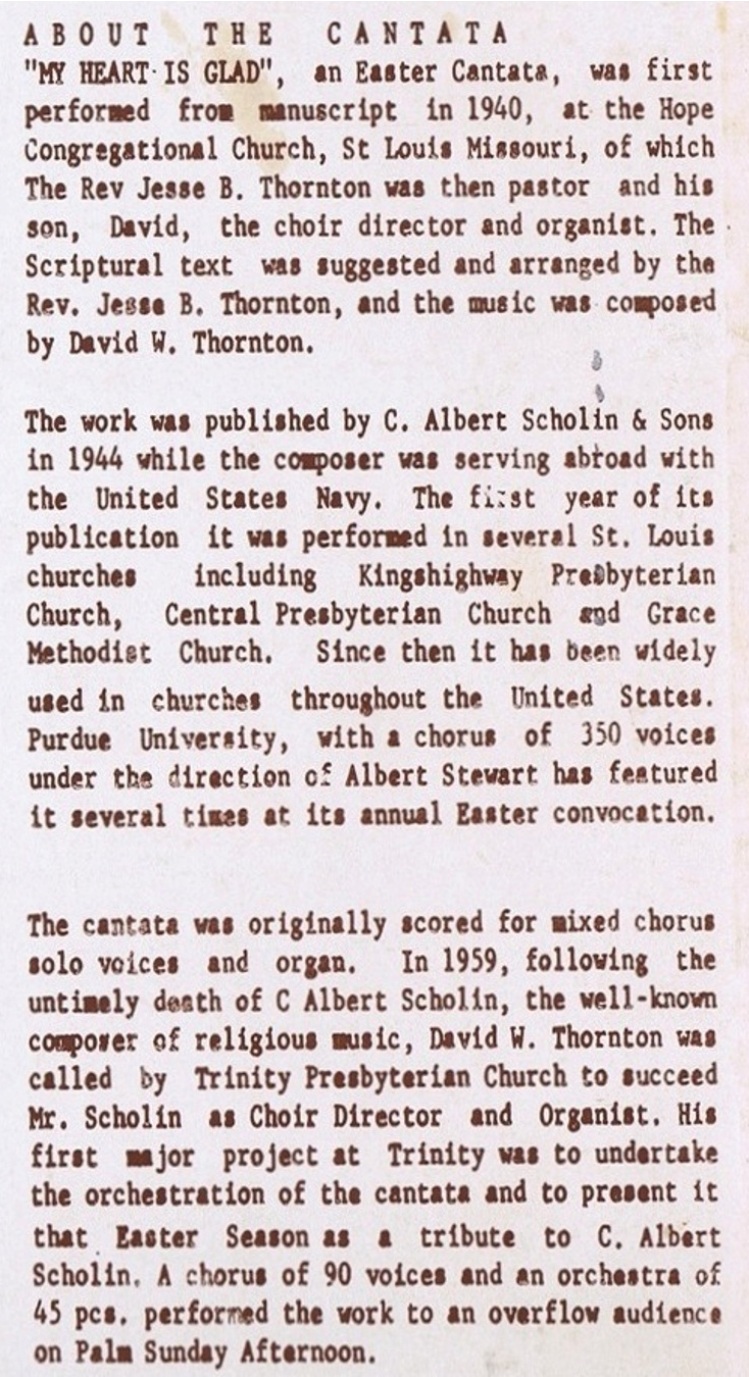 ABOUT THE CANTATA
"MY HEART IS GLAD", an Easter Cantata, was first
performed from manuscript in 1940, at the Hope
Congregational Church, St Louis Missouri, of which
The Rev Jesse B. Thornton was then pastor and his
son, David, the choir director and organist. The
Scriptural text was suggested and arranged by the
Rev. Jesse B. Thornton, and the music was composed
by David W. Thornton.
The work was published by C. Albert Scholin & Sons
in 1944 while the composer was serving abroad with
the United States Navy. The first year of its
publication it was performed in several St. Louis
churches including Kingshighway Presbyterian
Church, Central Presbyterian Church and Grace
Methodist Church. Since then it has been widely
used in churches throughout the United States.
Purdue University, with a chorus of 350 voices
under the direction of Albert Stewart has featured
it several times at its annual Easter convocation.
The cantata was originally scored for mixed chorus
solo voices and organ. In 1959, following the
untimely death of C Albert Scholin, the well-known
composer of religious music, David W. Thornton was
called by Trinity Presbyterian Church to succeed
Mr. Scholin as Choir Director and Organist. His
first major project at Trinity was to undertake
the orchestration of the cantata and to present it
that Easter Season as a tribute to C. Albert
Scholin. A chorus of 90 voices and an orchestra of
45 pcs. performed the work to an overflow audience
on Palm Sunday Afternoon.